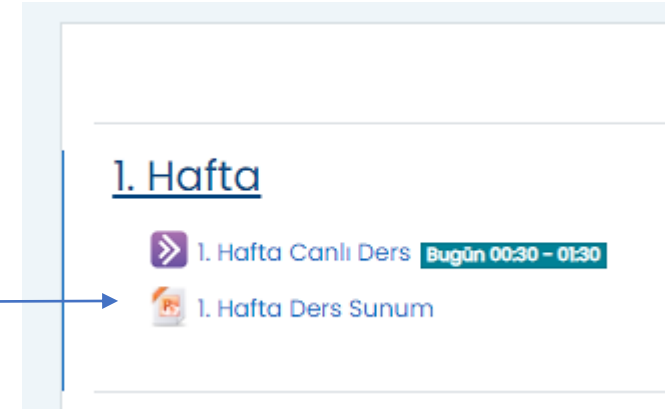 1. Hafta
1. Hafta Canlı Ders Bugün 00:30 - 01:30
1. Hafta Ders Sunum